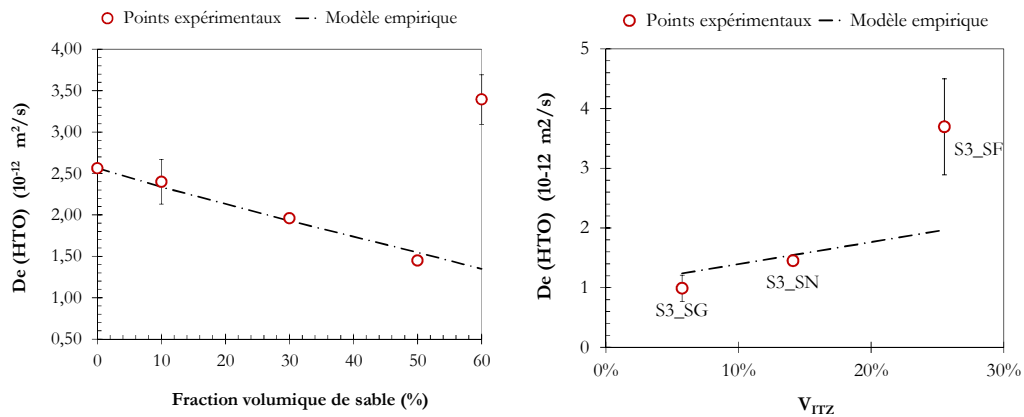 Points expérimentaux
Modèle empirique
4,00
3,50
3,00
2,50
2,00
1,50
1,00
0,50
De (HTO) (10⁻¹² m²/s)
0
10
20
30
40
50
60
Fraction volumique de sable (%)
Points expérimentaux
Modèle empirique
5
4
3
2
1
0
De (HTO) (10-12 m2/s)
S3_SF
S3_SN
S3_SG
0%
10%
20%
30%
V_ITZ